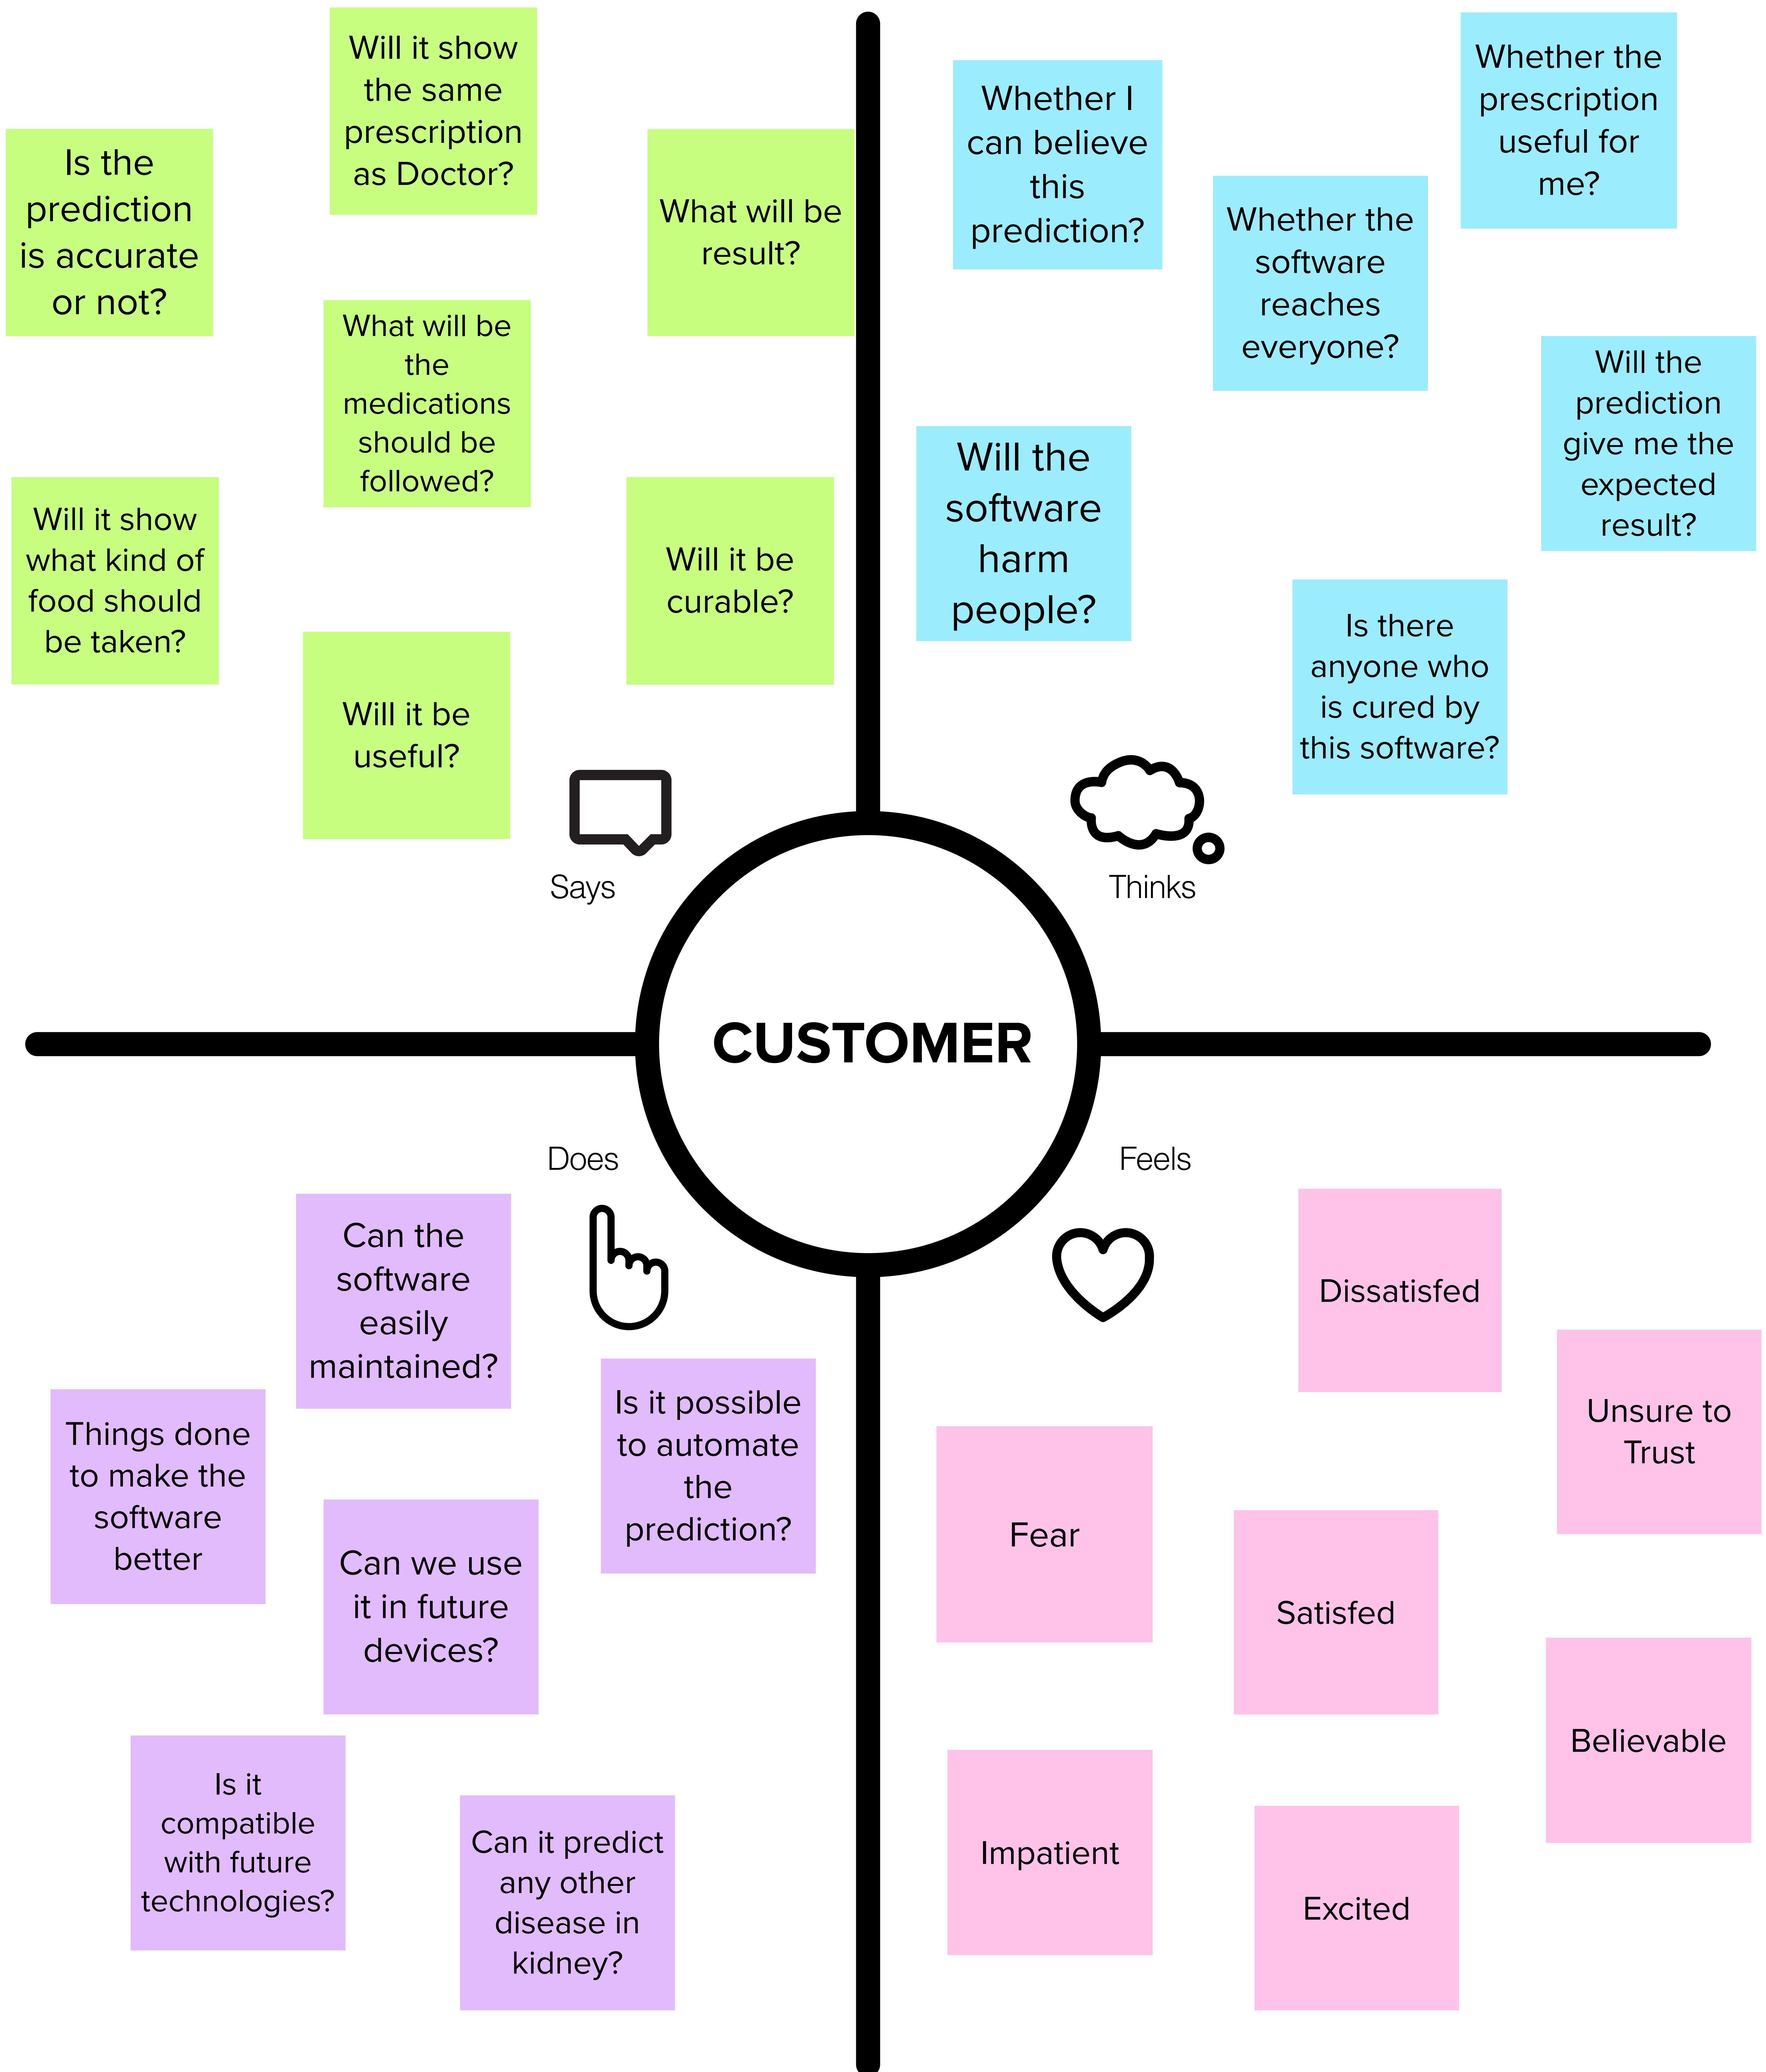 Will it show
the same
prescription
as Doctor?
Is the
prediction
is accurate
or not?
What will be
result?
What will be
the
medications
should be
followed?
Will it show
what kind of
food should
be taken?
Will it be
curable?
Will it be
useful?
Says
Whether I
can believe
this
prediction?
Whether the
prescription
useful for
me?
Whether the
software
reaches
everyone?
Will the
prediction
give me the
expected
result?
Will the
software
harm
people?
Is there
anyone who
is cured by
this software?
Thinks
CUSTOMER
Does
Can the
software
easily
maintained?
Things done
to make the
software
better
Is it possible
to automate
the
prediction?
Can we use
it in future
devices?
Is it
compatible
with future
technologies?
Can it predict
any other
disease in
kidney?
Feels
Dissatisfed
Unsure to
Trust
Fear
Satisfed
Believable
Impatient
Excited